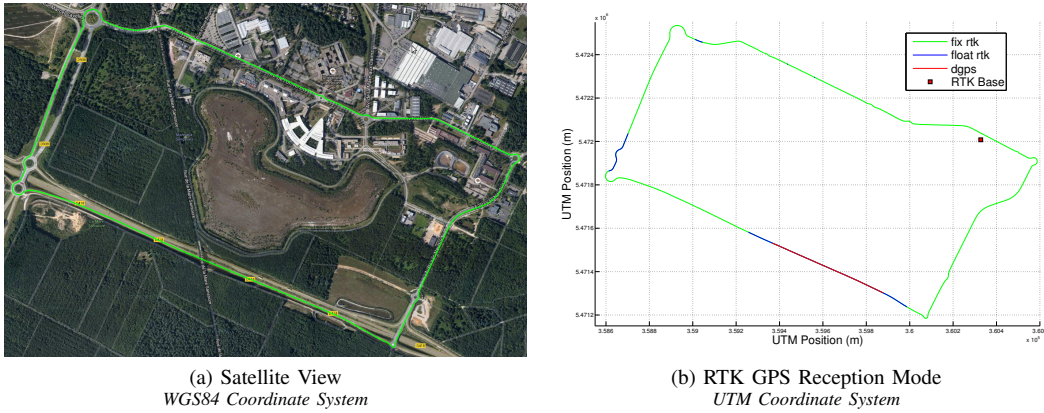 x 10⁶
5.4724
5.4722
5.472
5.4718
5.4716
5.4714
5.4712
UTM Position (m)
fix rtk
float rtk
dgps
RTK Base
3.586 3.588 3.59 3.592 3.594 3.596 3.598 3.6 3.602 3.604 3.60
x 10⁵
UTM Position (m)
(a) Satellite View
WGS84 Coordinate System
(b) RTK GPS Reception Mode
UTM Coordinate System